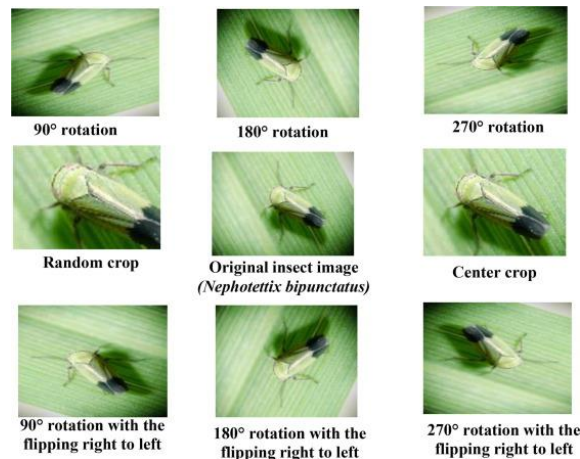 90° rotation
180° rotation
270° rotation
Random crop
Original insect image
(Nephotettix bipunctatus)
Center crop
90° rotation with the
flipping right to left
180° rotation with the
flipping right to left
270° rotation with the
flipping right to left